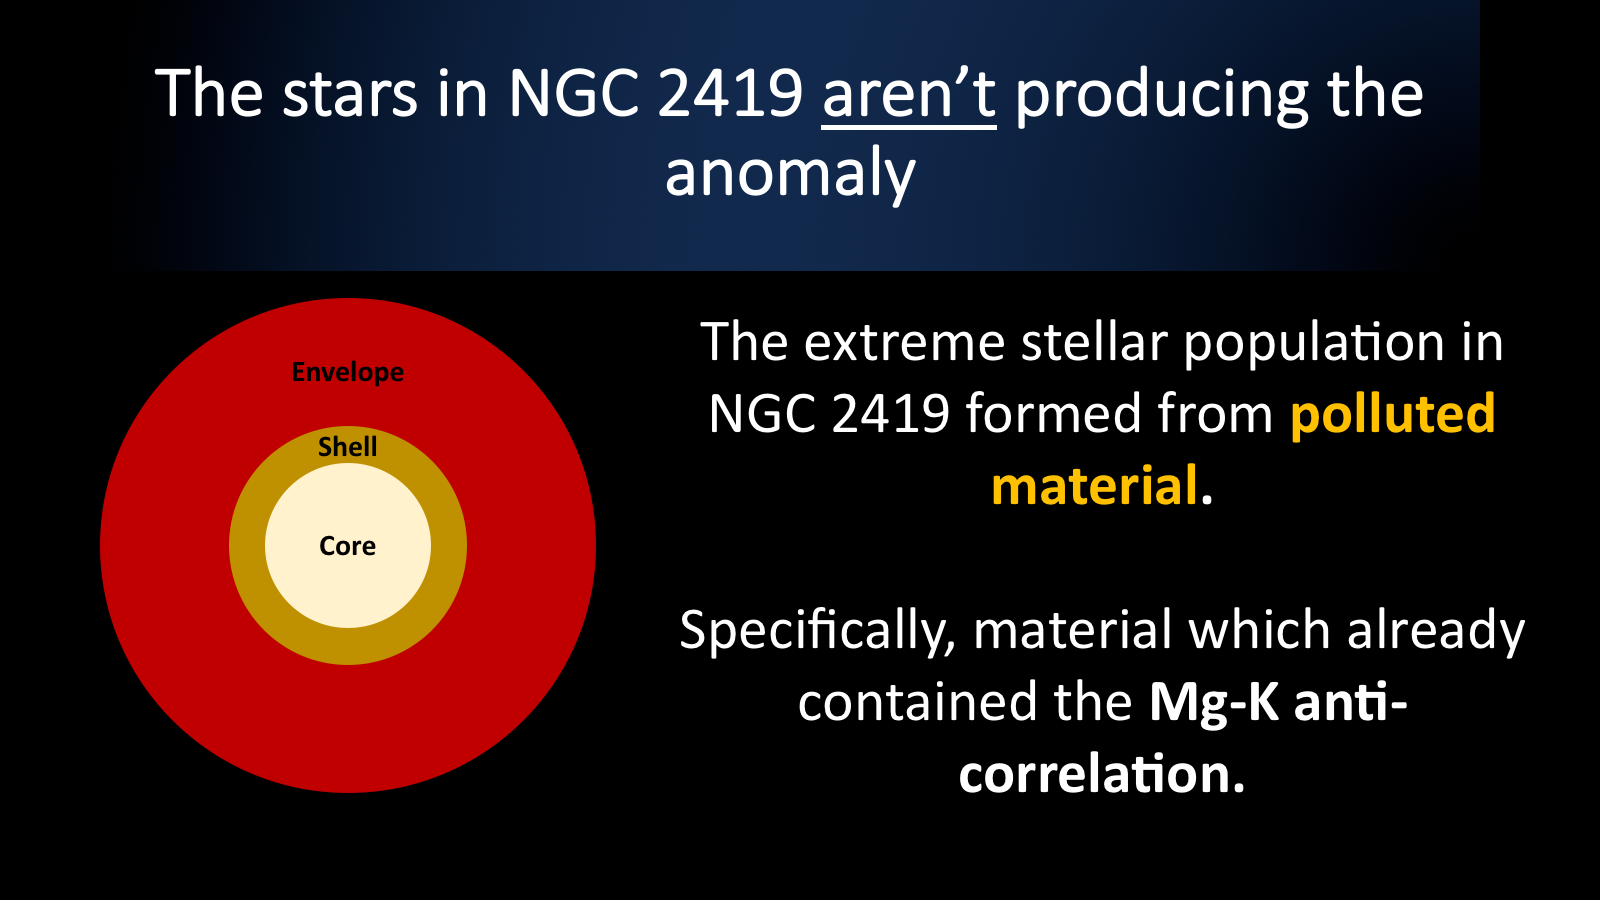 The stars in NGC 2419 aren’t producing the
anomaly
Envelope
Shell
Core
The extreme stellar population in
NGC 2419 formed from polluted
material.
Specifically, material which already
contained the Mg-K anti-
correlation.